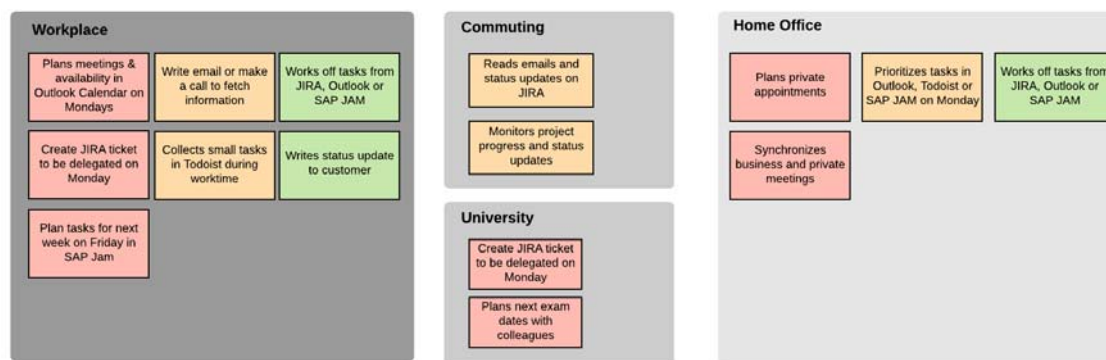 Workplace
Plans meetings &
availability in
Outlook Calendar on
Mondays
Write email or make
a call to fetch
information
Works off tasks from
JIRA, Outlook or
SAP JAM
Create JIRA ticket
to be delegated on
Monday
Collects small tasks
in Todoist during
worktime
Writes status update
to customer
Plan tasks for next
week on Friday in
SAP Jam
Commuting
Reads emails and
status updates on
JIRA
Monitors project
progress and status
updates
University
Create JIRA ticket
to be delegated on
Monday
Plans next exam
dates with
colleagues
Home Office
Plans private
appointments
Prioritizes tasks in
Outlook, Todoist or
SAP JAM on Monday
Works off tasks from
JIRA, Outlook or
SAP JAM
Synchronizes
business and private
meetings